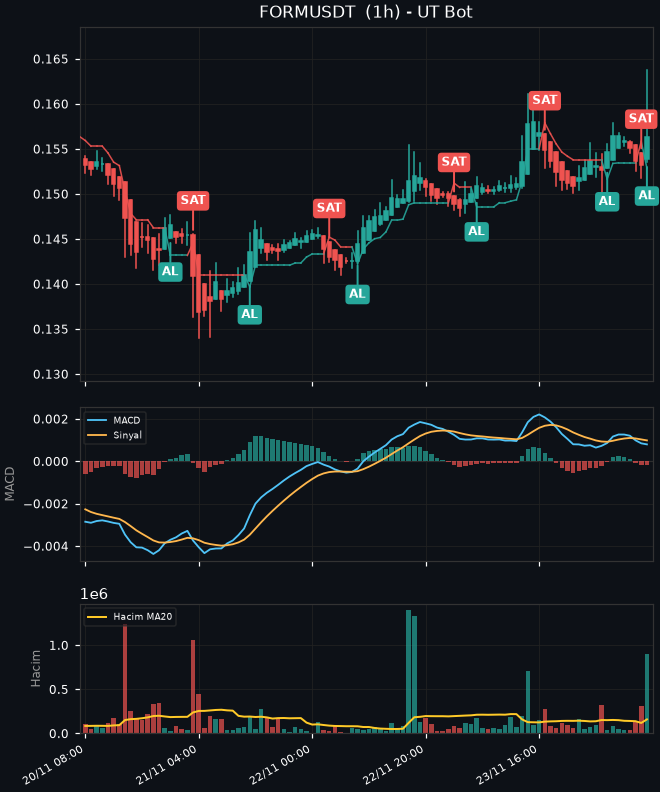 FORMUSDT  (1h) - UT Bot
0.165
0.160
0.155
0.150
0.145
0.140
0.135
0.130
SAT
SAT
SAT
SAT
SAT
AL
AL
AL
AL
AL
AL
MACD
0.002
0.000
−0.002
−0.004
MACD
Sinyal
1e6
Hacim
1.0
0.5
0.0
Hacim MA20
20/11 08:00
21/11 04:00
22/11 00:00
22/11 20:00
23/11 16:00